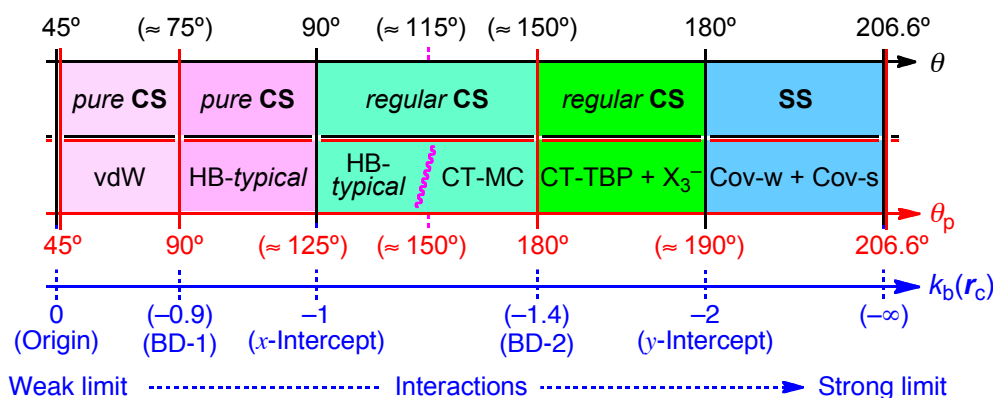 45º (≈ 75º) 90º (≈ 115º) (≈ 150º) 180º 206.6º
θ
pure CS pure CS regular CS regular CS SS
vdW HB-typical HB-typical CT-MC CT-TBP + X₃⁻ Cov-w + Cov-s
θp
45º 90º (≈ 125º) (≈ 150º) 180º (≈ 190º) 206.6º
kb(rc)
0 (–0.9) –1 (–1.4) –2 (–∞)
(Origin) (BD-1) (x-Intercept) (BD-2) (y-Intercept)
Weak limit Interactions Strong limit